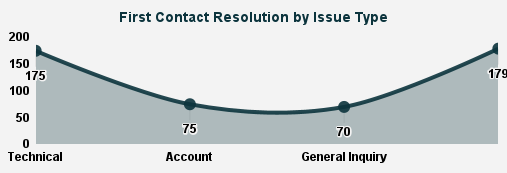 First Contact Resolution by Issue Type
200
150
100
50
0
175
75
70
179
Technical
Account
General Inquiry